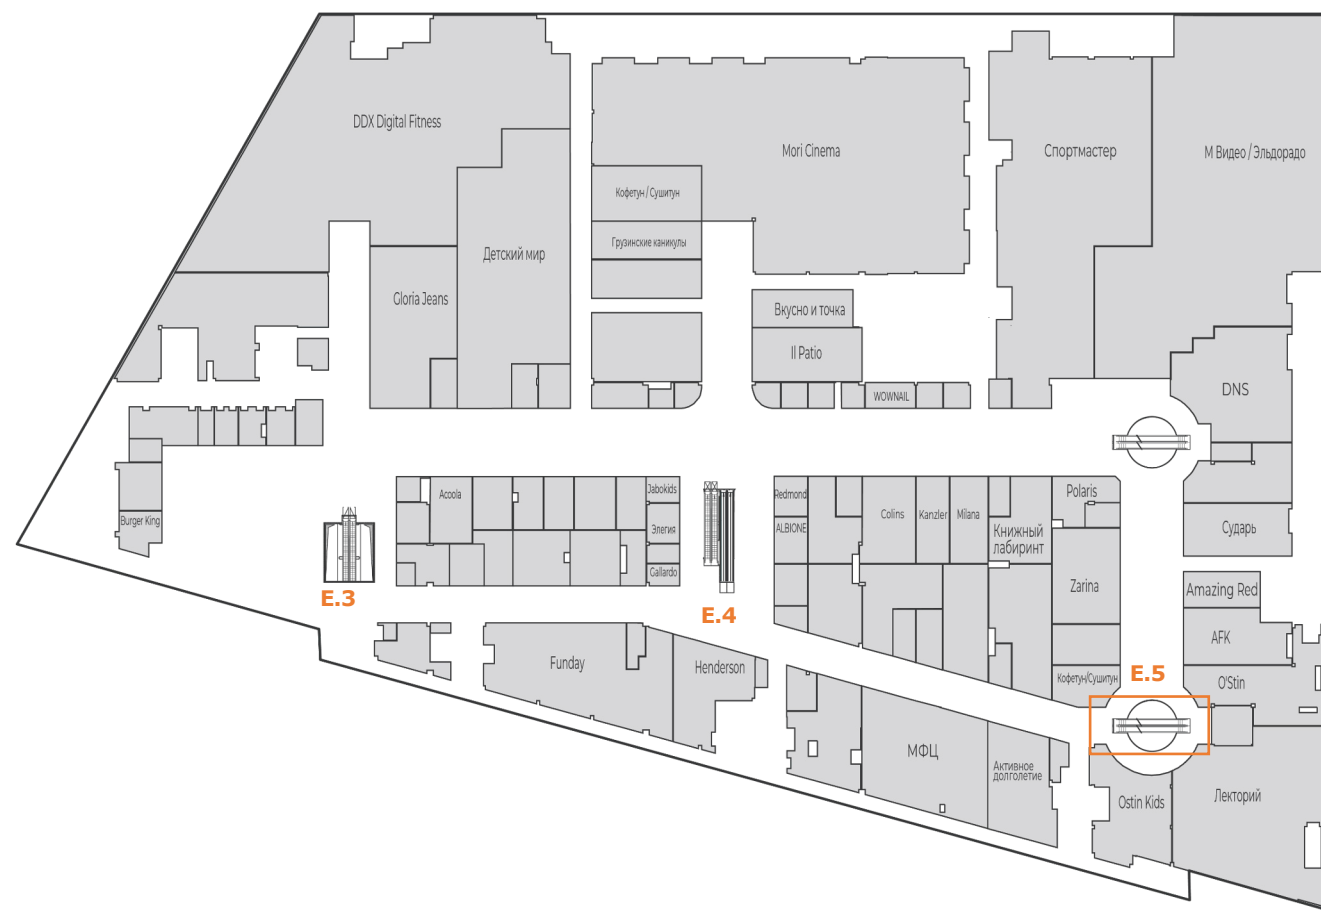 DDX Digital Fitness
Mori Cinema
Спортмастер
М Видео / Эльдорадо
Кофетун / Сушитун
Грузинские каникулы
Детский мир
Gloria Jeans
Вкусно и точка
Il Patio
WOWNAIL
DNS
Burger King
Acoola
Jabokids
Элегия
Gallardo
Redmond
ALBIONE
Colins
Kanzler
Milana
Книжный
лабиринт
Polaris
Zarina
Сударь
Amazing Red
AFK
E.3
E.4
E.5
Funday
Henderson
Кофетун/Сушитун
O'Stin
МФЦ
Активное
долголетие
Ostin Kids
Лекторий